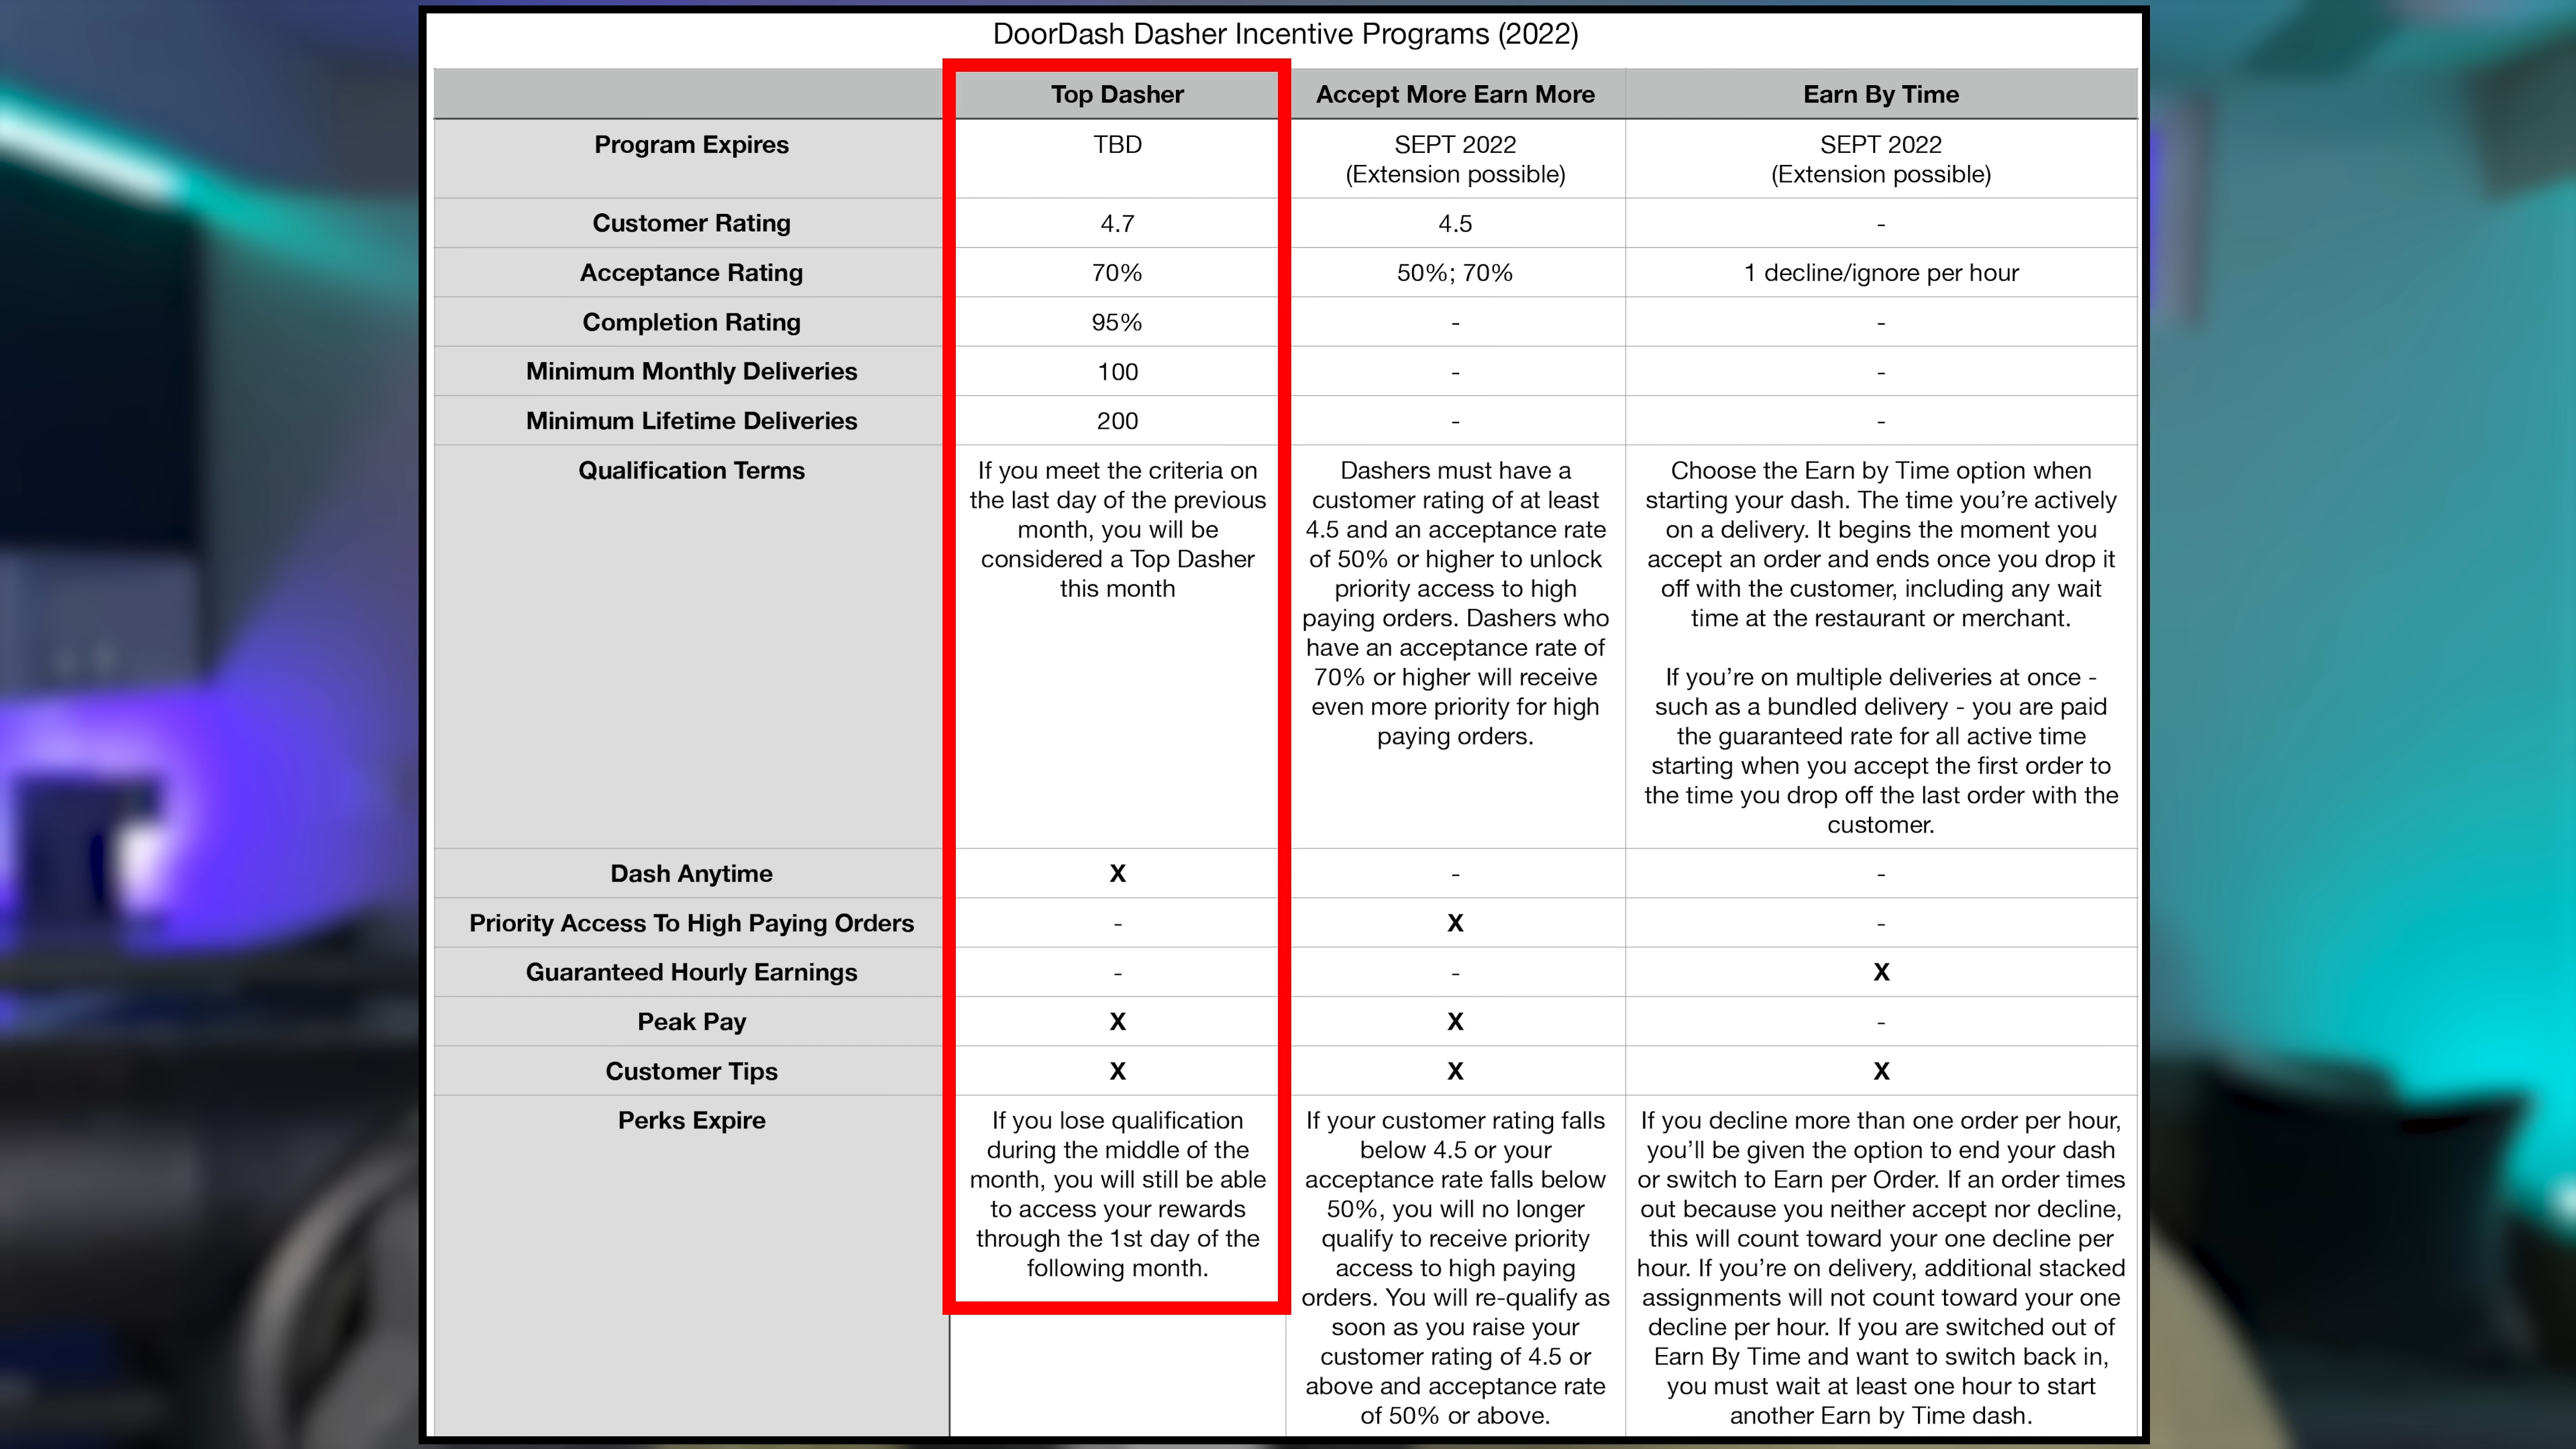 DoorDash Dasher Incentive Programs (2022)
Top Dasher
Accept More Earn More
Earn By Time
Program Expires
TBD
SEPT 2022
(Extension possible)
SEPT 2022
(Extension possible)
Customer Rating
4.7
4.5
-
Acceptance Rating
70%
50%; 70%
1 decline/ignore per hour
Completion Rating
95%
-
-
Minimum Monthly Deliveries
100
-
-
Minimum Lifetime Deliveries
200
-
-
Qualification Terms
If you meet the criteria on
the last day of the previous
month, you will be
considered a Top Dasher
this month
Dashers must have a
customer rating of at least
4.5 and an acceptance rate
of 50% or higher to unlock
priority access to high
paying orders. Dashers who
have an acceptance rate of
70% or higher will receive
even more priority for high
paying orders.
Choose the Earn by Time option when
starting your dash. The time you’re actively
on a delivery. It begins the moment you
accept an order and ends once you drop it
off with the customer, including any wait
time at the restaurant or merchant.
If you’re on multiple deliveries at once -
such as a bundled delivery - you are paid
the guaranteed rate for all active time
starting when you accept the first order to
the time you drop off the last order with the
customer.
Dash Anytime
X
-
-
Priority Access To High Paying Orders
-
X
-
Guaranteed Hourly Earnings
-
-
X
Peak Pay
X
X
-
Customer Tips
X
X
X
Perks Expire
If you lose qualification
during the middle of the
month, you will still be able
to access your rewards
through the 1st day of the
following month.
If your customer rating falls
below 4.5 or your
acceptance rate falls below
50%, you will no longer
qualify to receive priority
access to high paying
orders. You will re-qualify as
soon as you raise your
customer rating of 4.5 or
above and acceptance rate
of 50% or above.
If you decline more than one order per hour,
you’ll be given the option to end your dash
or switch to Earn per Order. If an order times
out because you neither accept nor decline,
this will count toward your one decline per
hour. If you’re on delivery, additional stacked
assignments will not count toward your one
decline per hour. If you are switched out of
Earn By Time and want to switch back in,
you must wait at least one hour to start
another Earn by Time dash.